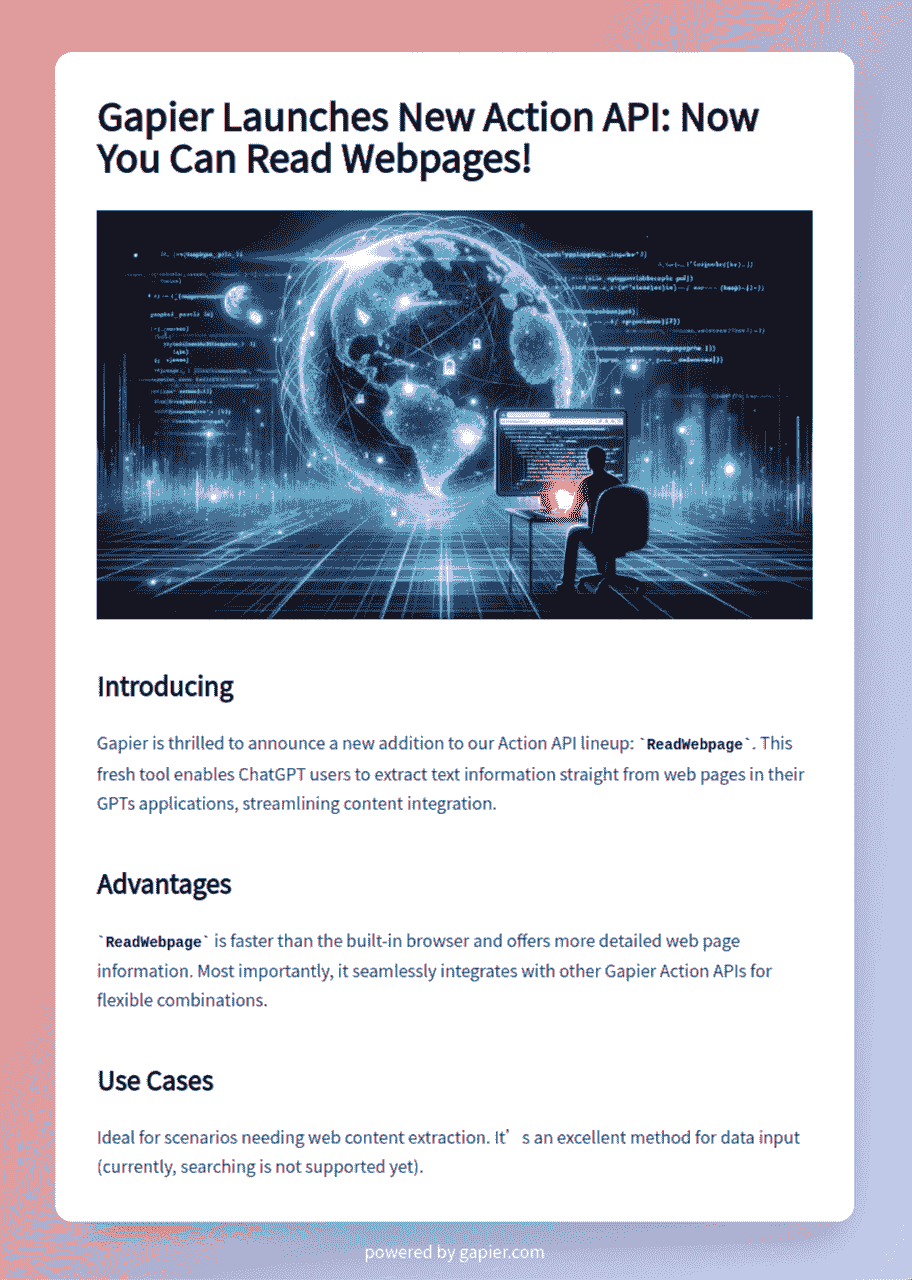 Gapier Launches New Action API: Now
You Can Read Webpages!
Introducing
Gapier is thrilled to announce a new addition to our Action API lineup: `ReadWebpage`. This
fresh tool enables ChatGPT users to extract text information straight from web pages in their
GPTs applications, streamlining content integration.
Advantages
`ReadWebpage` is faster than the built-in browser and offers more detailed web page
information. Most importantly, it seamlessly integrates with other Gapier Action APIs for
flexible combinations.
Use Cases
Ideal for scenarios needing web content extraction. It’s an excellent method for data input
(currently, searching is not supported yet).
powered by gapier.com